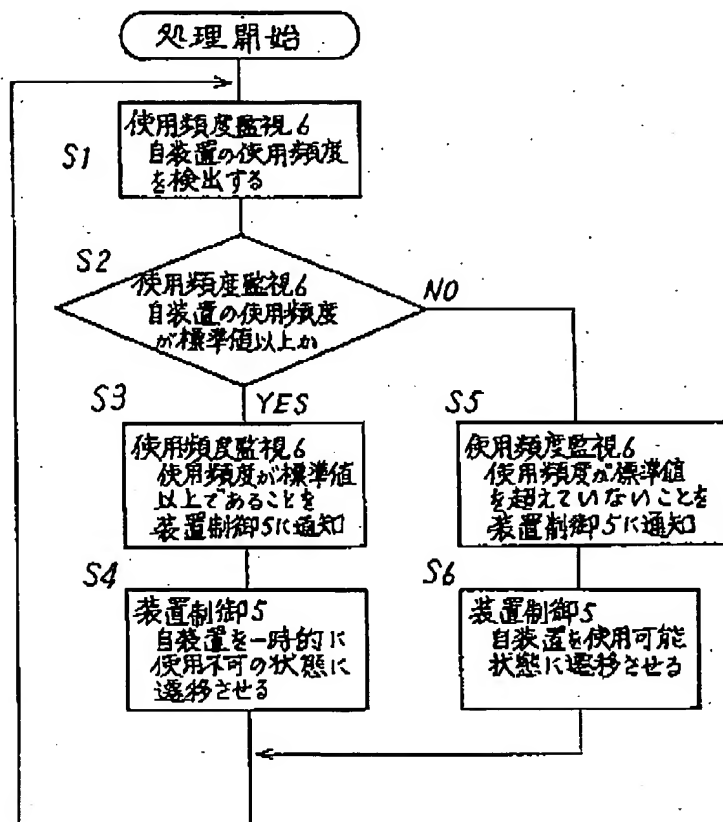 処理開始
S1
使用頻度監視6
自装置の使用頻度
を検出する
S2
使用頻度監視6
自装置の使用頻度
が標準値以上か
NO
YES
S3
使用頻度監視6
使用頻度が標準値
以上であることを
装置制御5に通知
S4
装置制御5
自装置を一時的に
使用不可の状態に
遷移させる
S5
使用頻度監視6
使用頻度が標準値
を超えていないことを
装置制御5に通知
S6
装置制御5
自装置を使用可能
状態に遷移させる